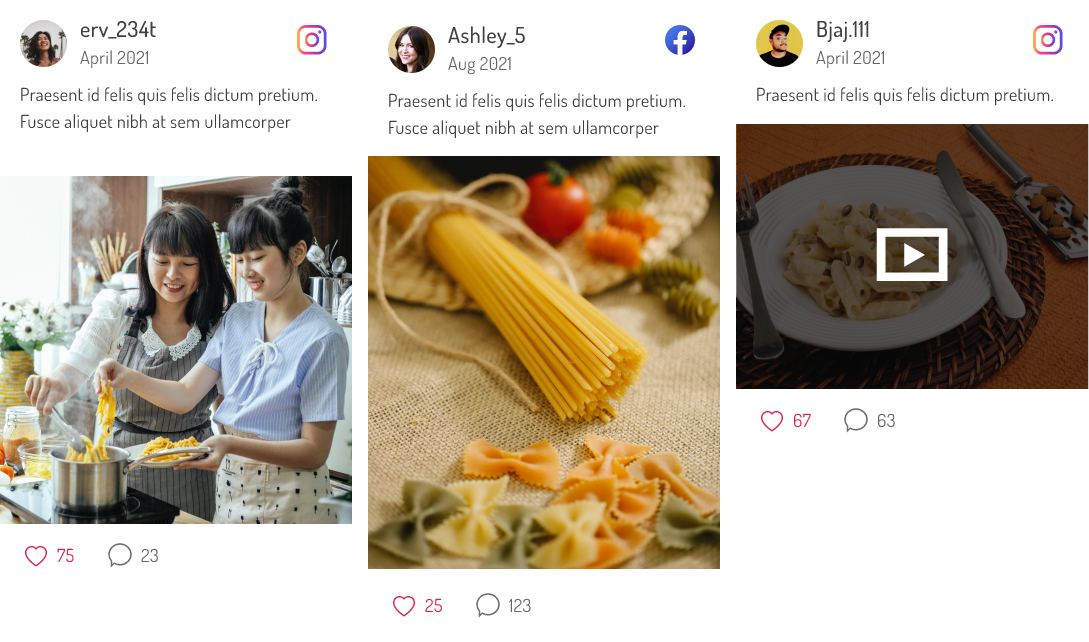 erv_234t
April 2021
Praesent id felis quis felis dictum pretium.
Fusce aliquet nibh at sem ullamcorper
75 23
Ashley_5
Aug 2021
Praesent id felis quis felis dictum pretium.
Fusce aliquet nibh at sem ullamcorper
25 123
Bjaj.111
April 2021
Praesent id felis quis felis dictum pretium.
67 63